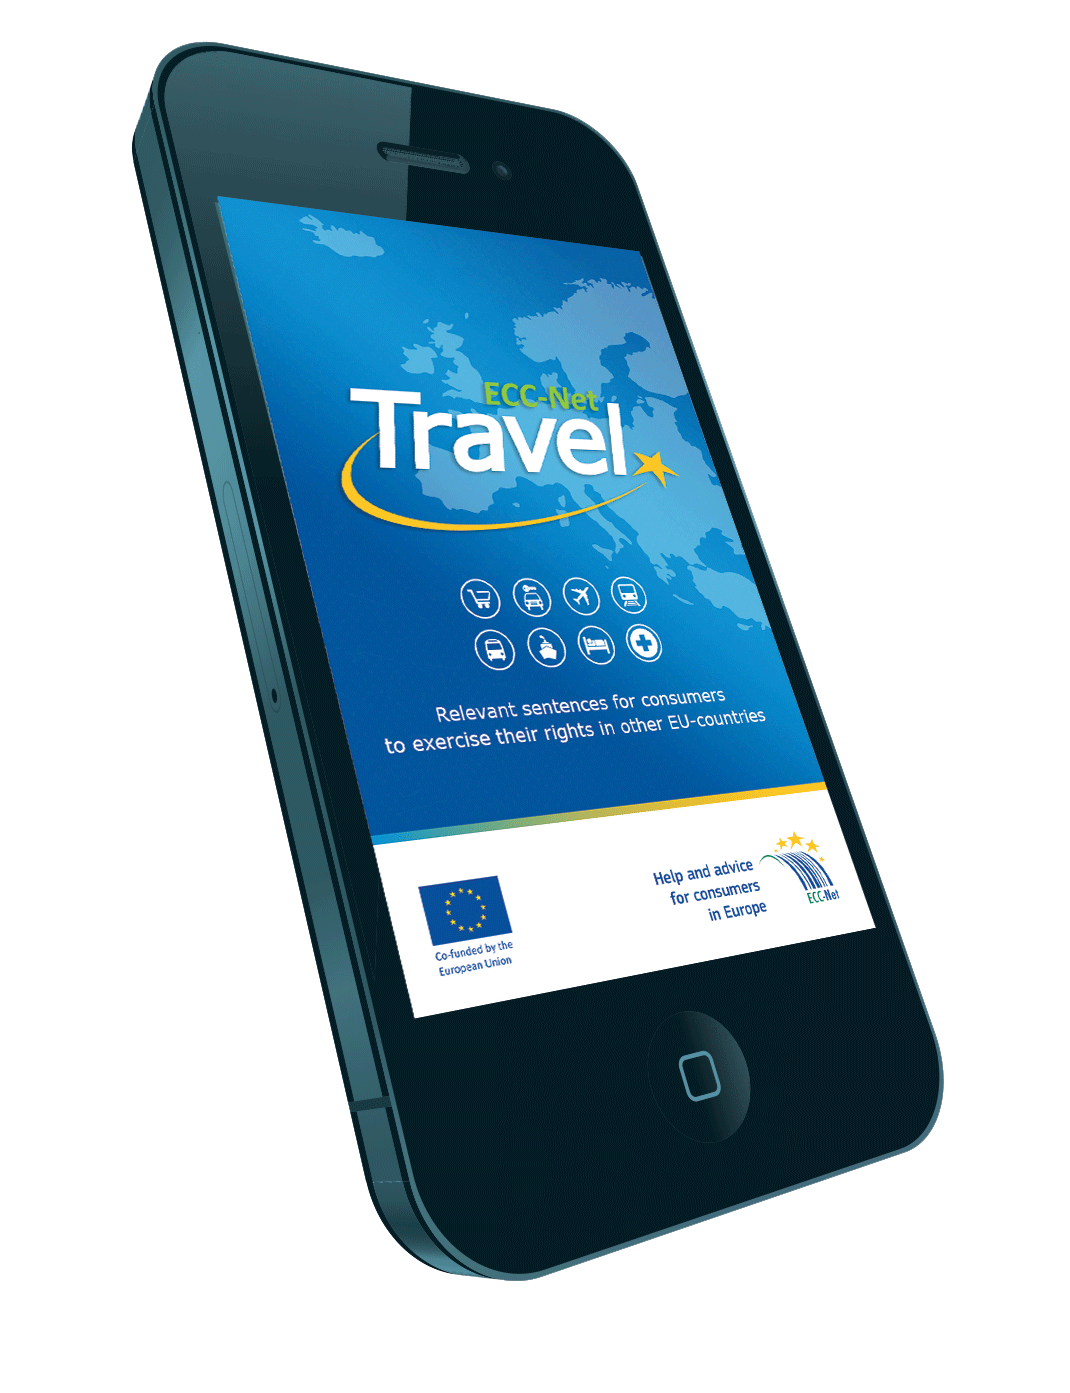 ECC-Net
Travel
Relevant sentences for consumers
to exercise their rights in other EU-countries
Co-funded by the
European Union
Help and advice
for consumers
in Europe
ECC-Net